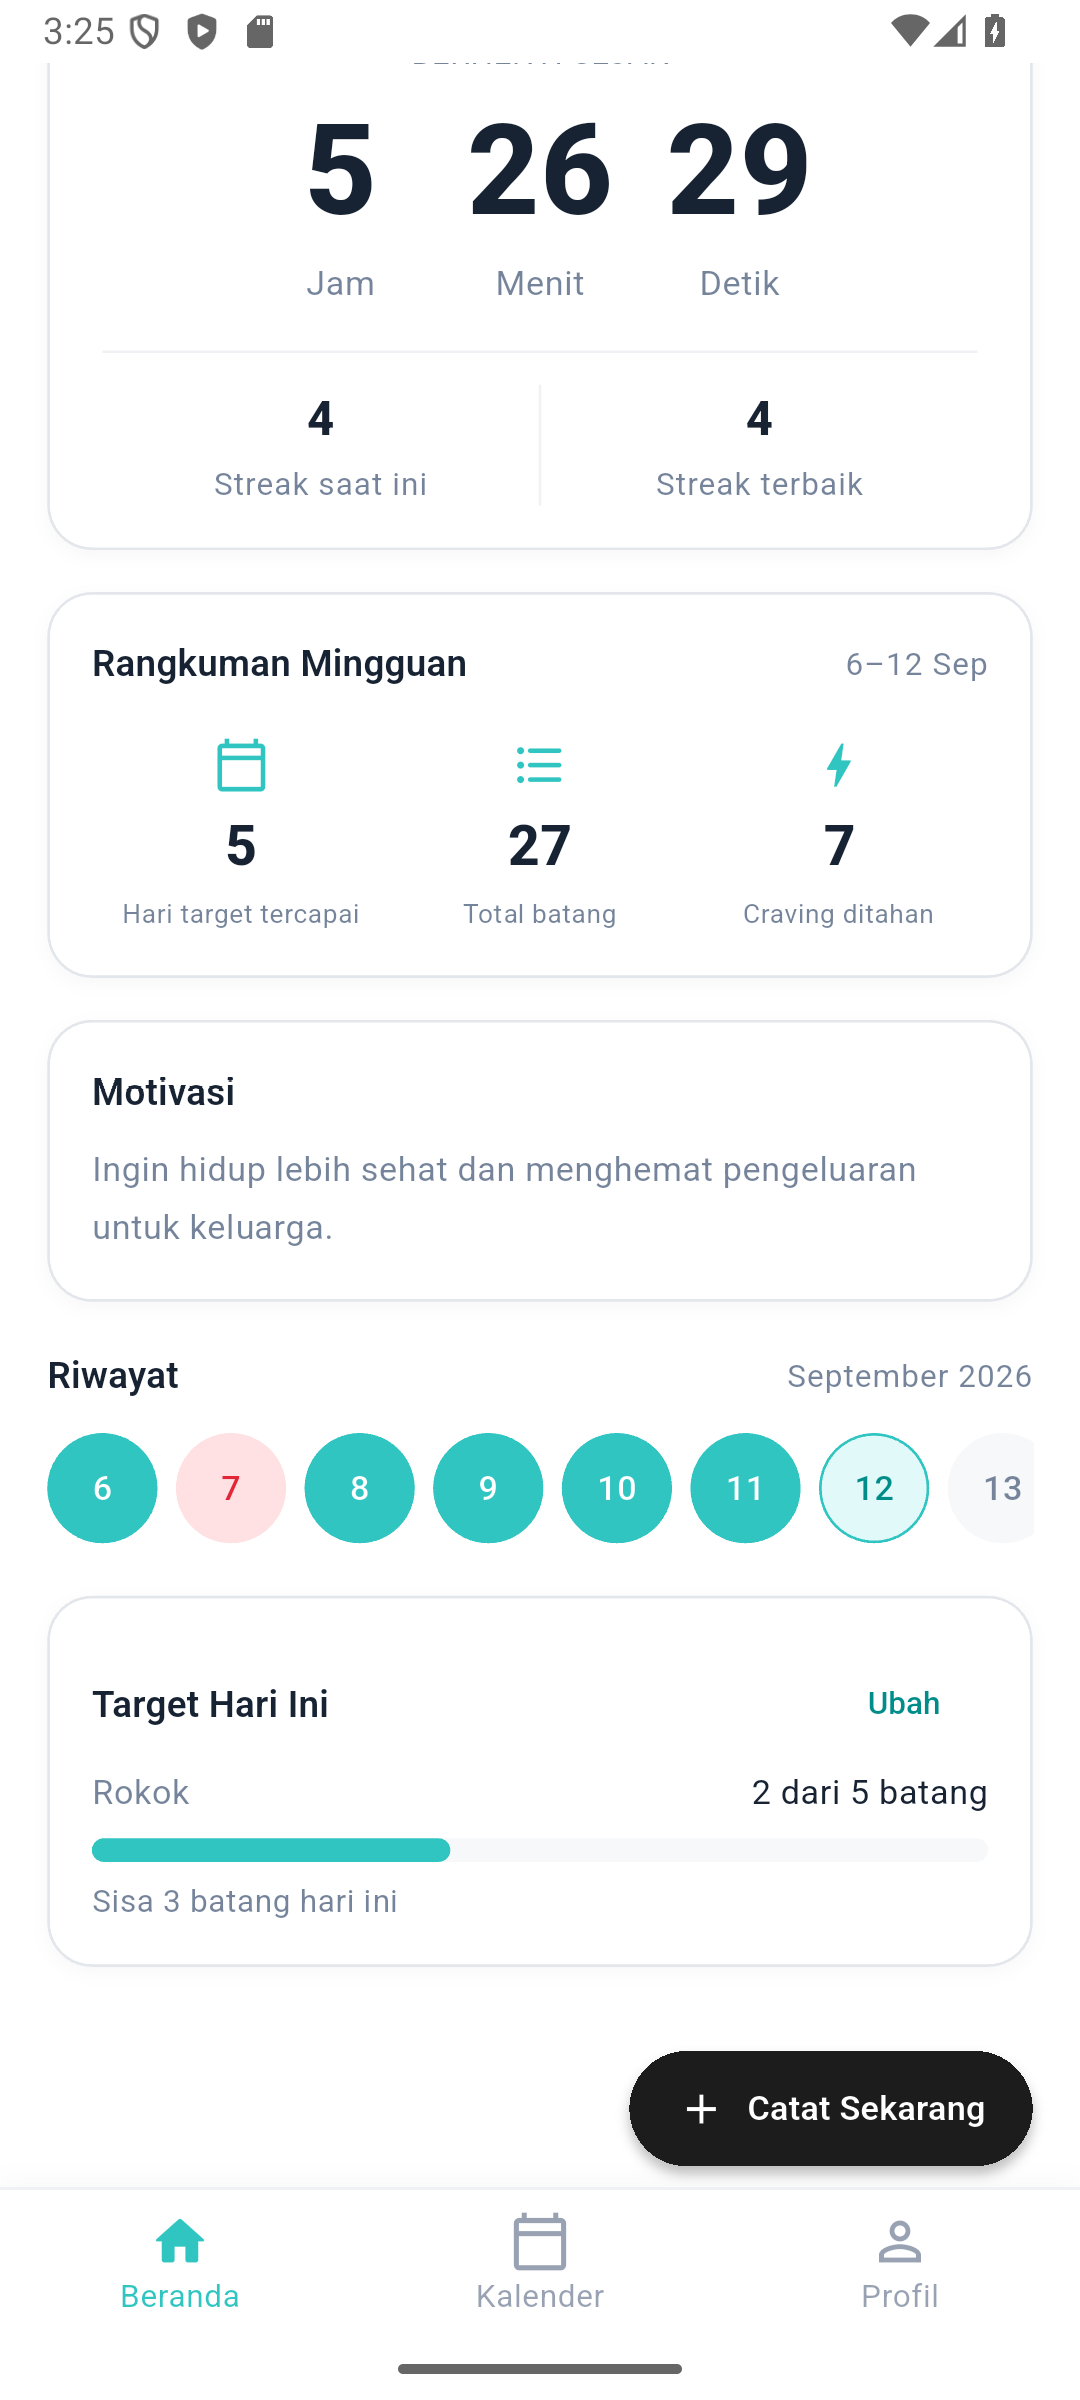 3:25
5 26 29
Jam Menit Detik
4 4
Streak saat ini Streak terbaik
Rangkuman Mingguan 6–12 Sep
5 27 7
Hari target tercapai Total batang Craving ditahan
Motivasi
Ingin hidup lebih sehat dan menghemat pengeluaran
untuk keluarga.
Riwayat September 2026
6 7 8 9 10 11 12 13
Target Hari Ini Ubah
Rokok 2 dari 5 batang
Sisa 3 batang hari ini
Catat Sekarang
Beranda Kalender Profil